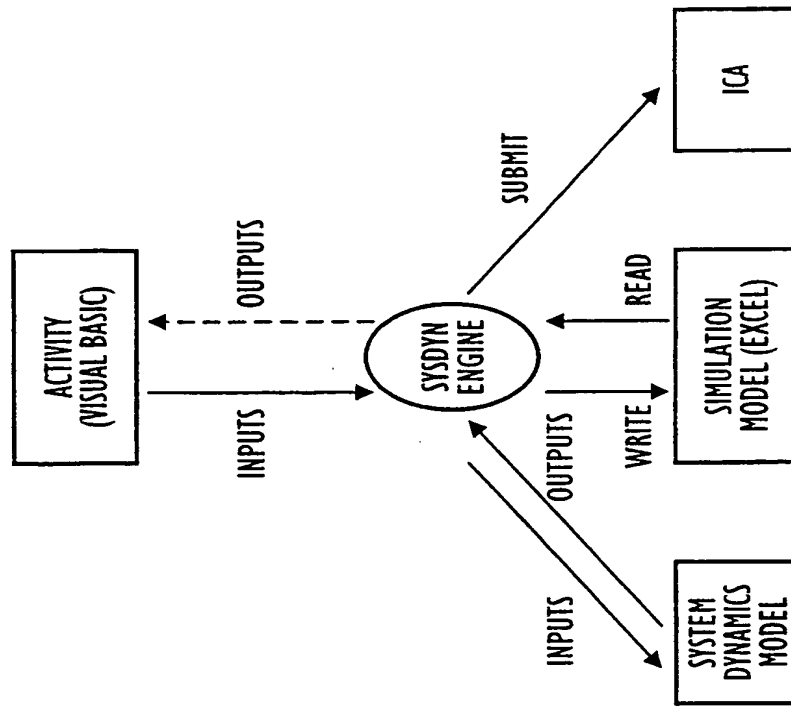 ACTIVITY
(VISUAL BASIC)
INPUTS
OUTPUTS
SYSDYN
ENGINE
SUBMIT
INPUTS
OUTPUTS
WRITE
READ
SYSTEM
DYNAMICS
MODEL
SIMULATION
MODEL (EXCEL)
ICA